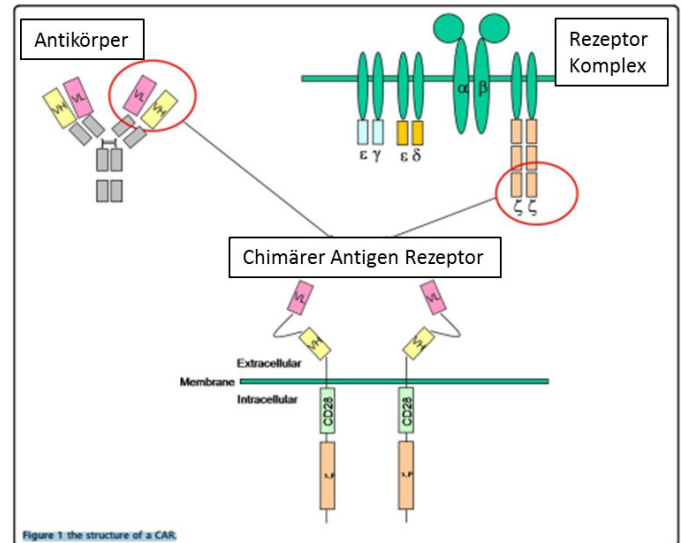 Antikörper
Rezeptor
Komplex
VH VL VL VH
α β
ε γ ε δ
ζ ζ
Chimärer Antigen Rezeptor
VL VL
VH VH
Extracellular
Membrane
Intracellular
CD28 CD28
Figure 1 the structure of a CAR.